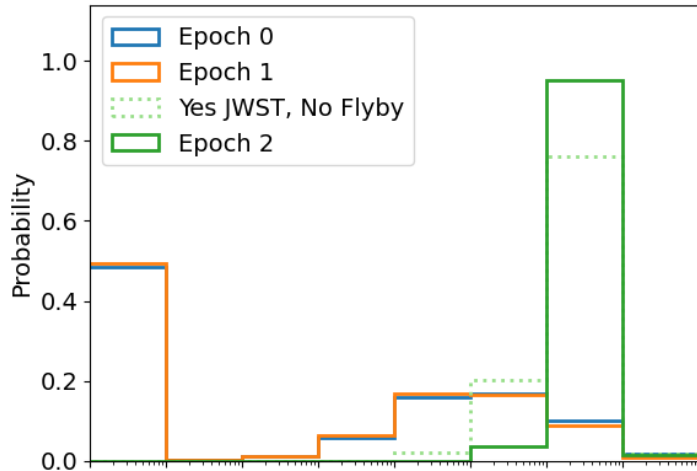 Epoch 0
Epoch 1
Yes JWST, No Flyby
Epoch 2
Probability
1.0
0.8
0.6
0.4
0.2
0.0